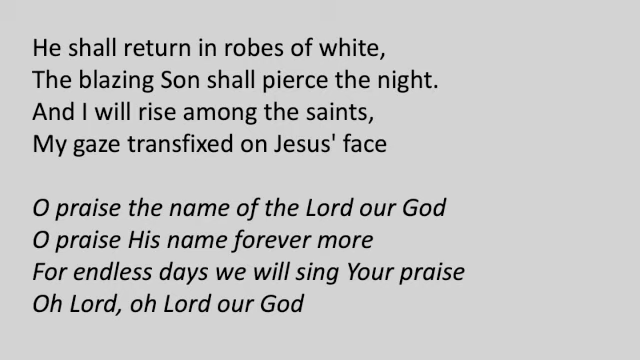 He shall return in robes of white,
The blazing Son shall pierce the night.
And I will rise among the saints,
My gaze transfixed on Jesus' face
O praise the name of the Lord our God
O praise His name forever more
For endless days we will sing Your praise
Oh Lord, oh Lord our God